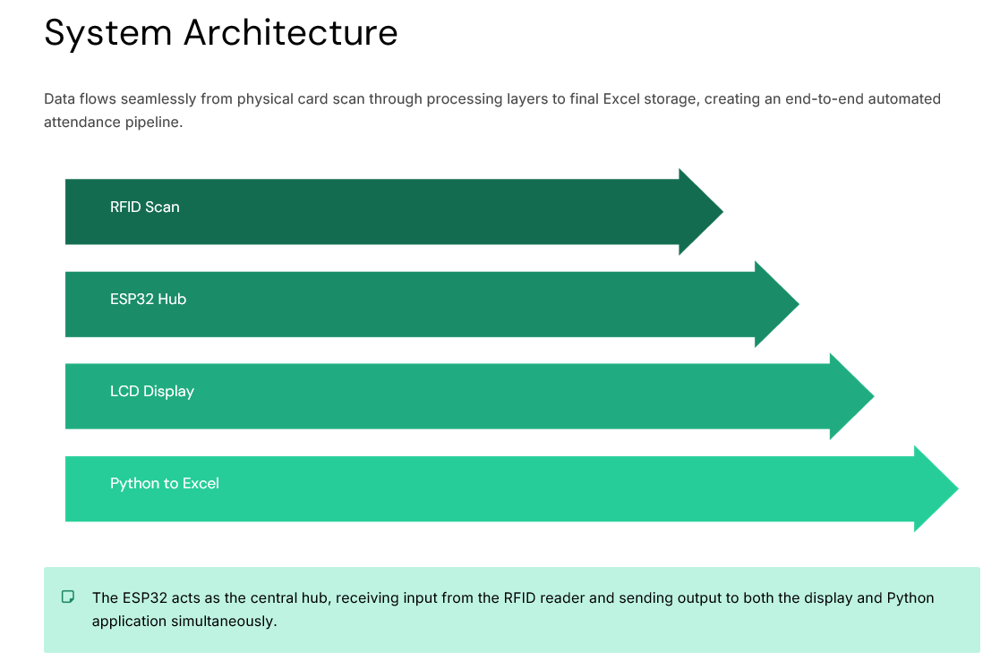 System Architecture
Data flows seamlessly from physical card scan through processing layers to final Excel storage, creating an end-to-end automated
attendance pipeline.
RFID Scan
ESP32 Hub
LCD Display
Python to Excel
The ESP32 acts as the central hub, receiving input from the RFID reader and sending output to both the display and Python
application simultaneously.